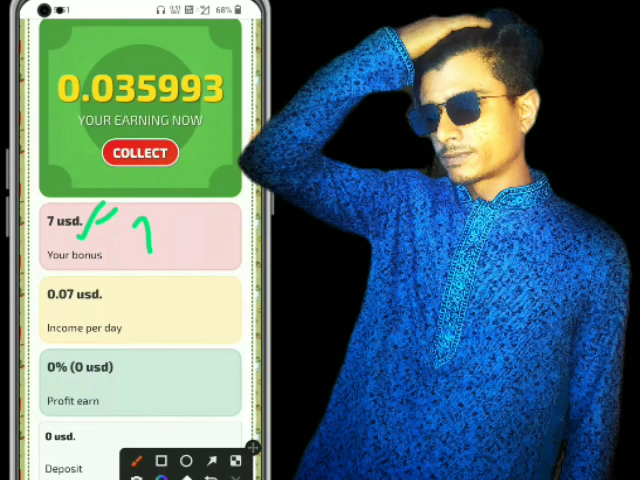 68%
0.035993
YOUR EARNING NOW
COLLECT
7 usd.
Your bonus
0.07 usd.
Income per day
0% (0 usd)
Profit earn
0 usd.
Deposit